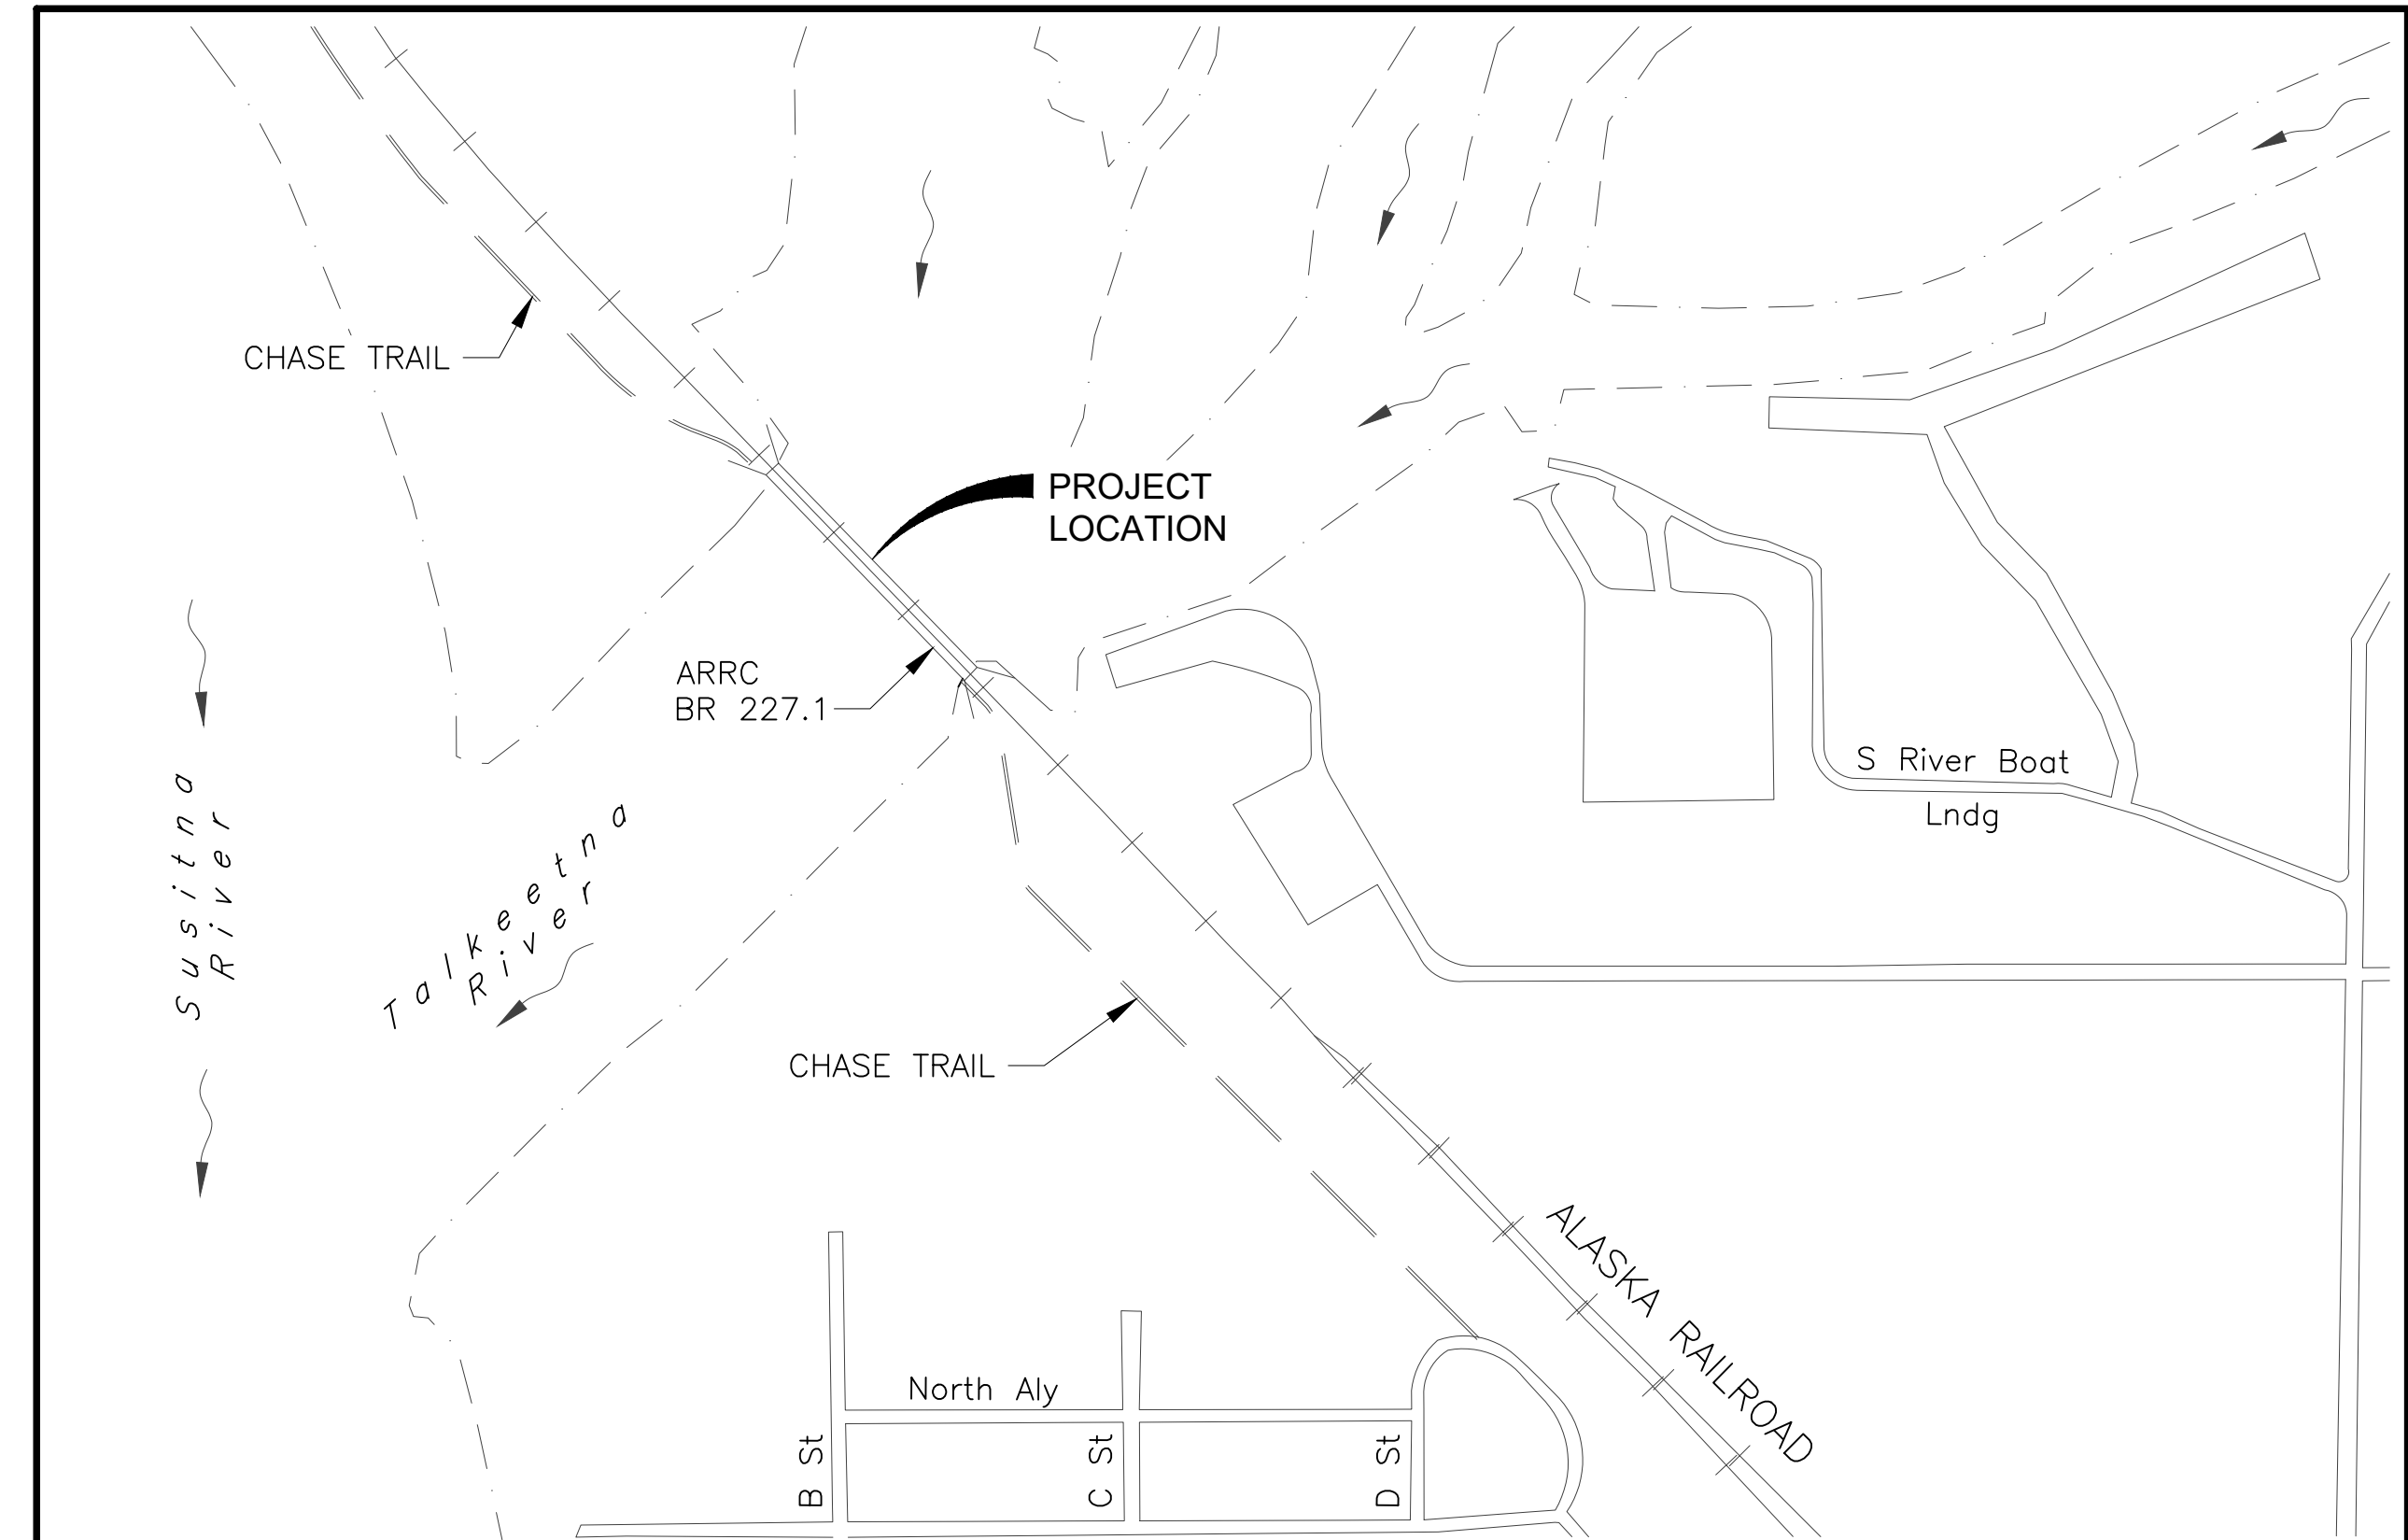 CHASE TRAIL
PROJECT
LOCATION
ARRC
BR 227.1
S River Boat
Lndg
Susitna
River
Talkeetna
River
CHASE TRAIL
ALASKA RAILROAD
North Aly
B St
C St
D St